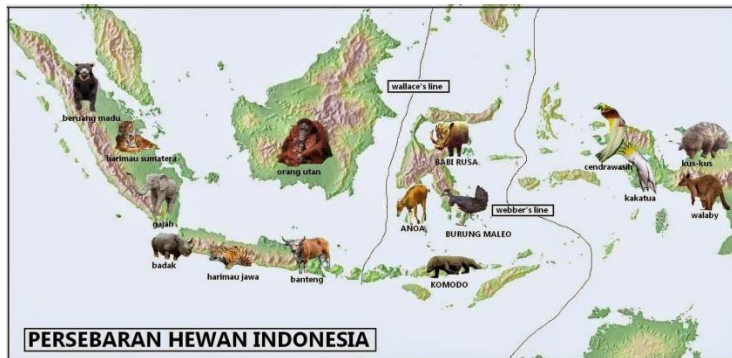 wallace's line
beruang madu
harimau sumatera
orang utan
BABI RUSA
cendrawasih
kus-kus
kakatua
walaby
webber's line
gajah
ANOA
BURUNG MALEO
badak
harimau jawa
banteng
KOMODO
PERSEBARAN HEWAN INDONESIA